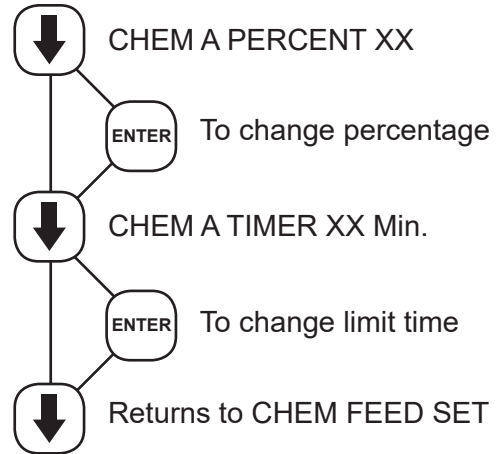 CHEM A PERCENT XX
ENTER To change percentage
CHEM A TIMER XX Min.
ENTER To change limit time
Returns to CHEM FEED SET